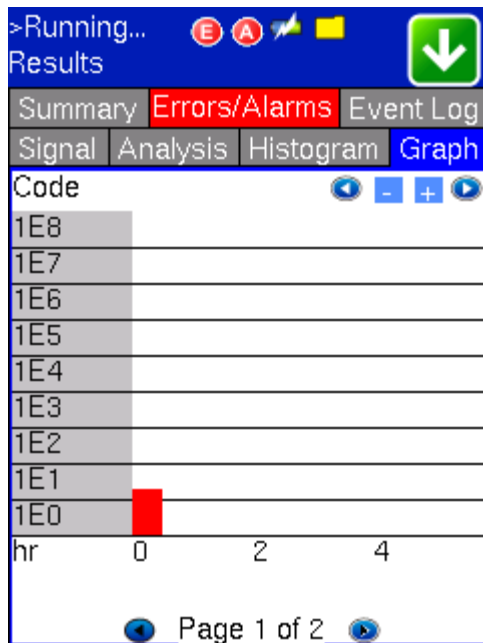 >Running...
E A
Results
Summary Errors/Alarms Event Log
Signal Analysis Histogram Graph
Code - +
1E8
1E7
1E6
1E5
1E4
1E3
1E2
1E1
1E0
hr 0 2 4
Page 1 of 2